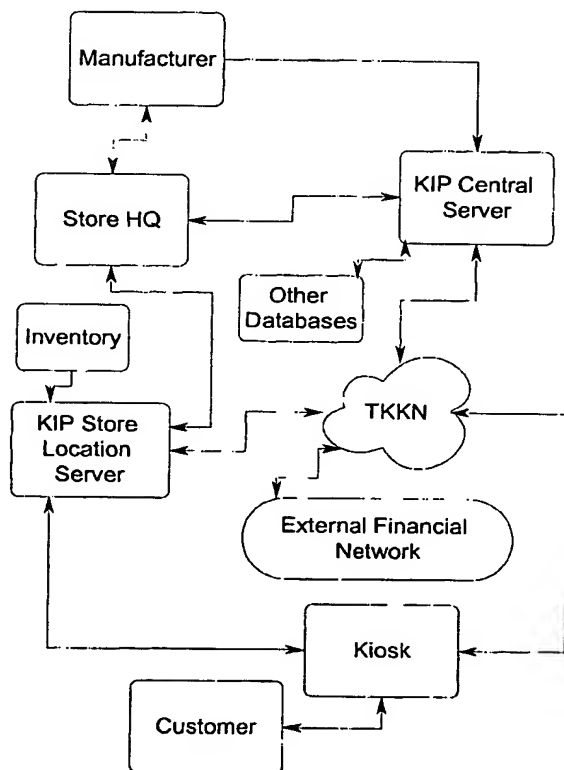 Manufacturer
KIP Central
Server
Store HQ
Other
Databases
Inventory
TKKN
KIP Store
Location
Server
External Financial
Network
Kiosk
Customer